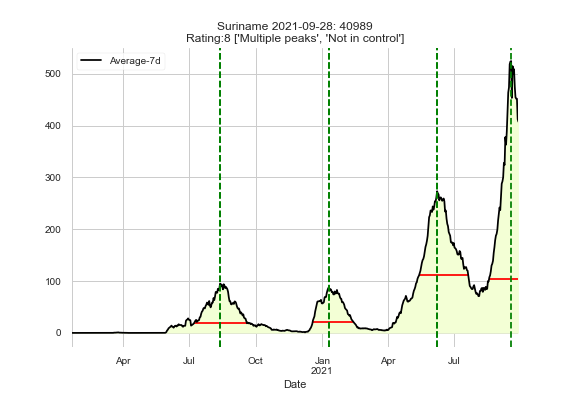 Suriname 2021-09-28: 40989
Rating:8 ['Multiple peaks', 'Not in control']
Average-7d
500
400
300
200
100
0
Apr Jul Oct Jan Apr Jul
2021
Date